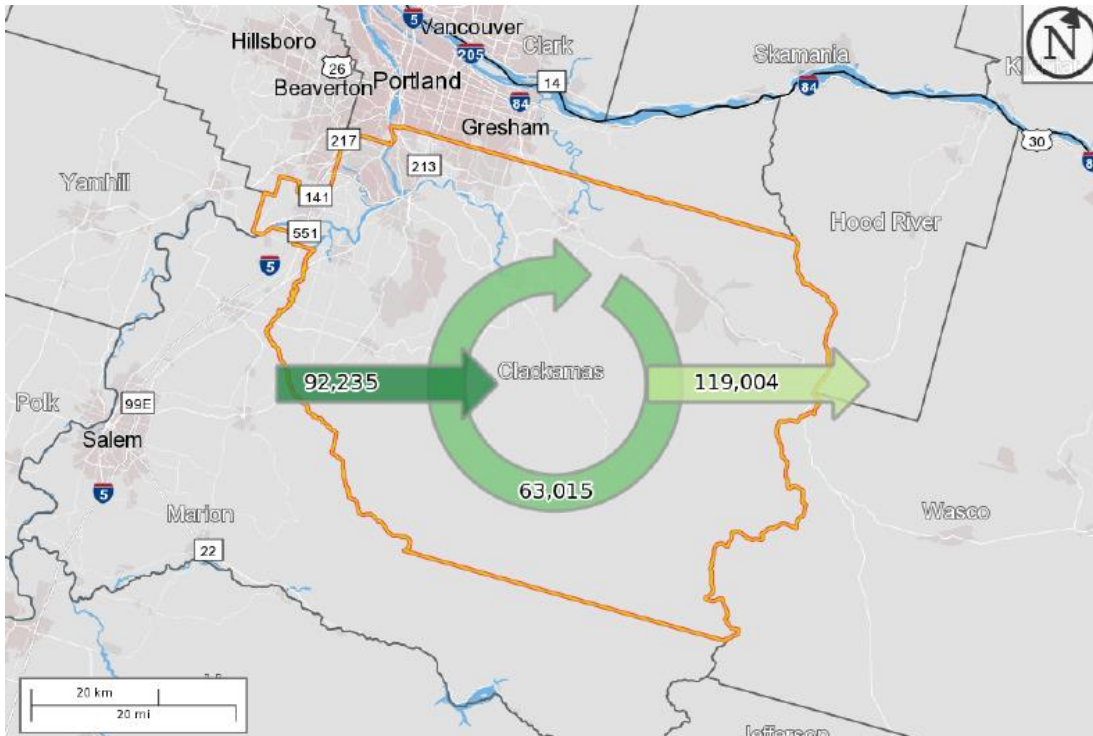 5
Vancouver
Clark
Hillsboro
26
205
Skamania
N
Beaverton
Portland
84
14
84
Gresham
30
217
213
Yamhill
141
551
Hood River
5
92,235
Clackamas
119,004
Polk
99E
Salem
63,015
5
Marion
Wasco
22
20 km
20 mi
Jefferson